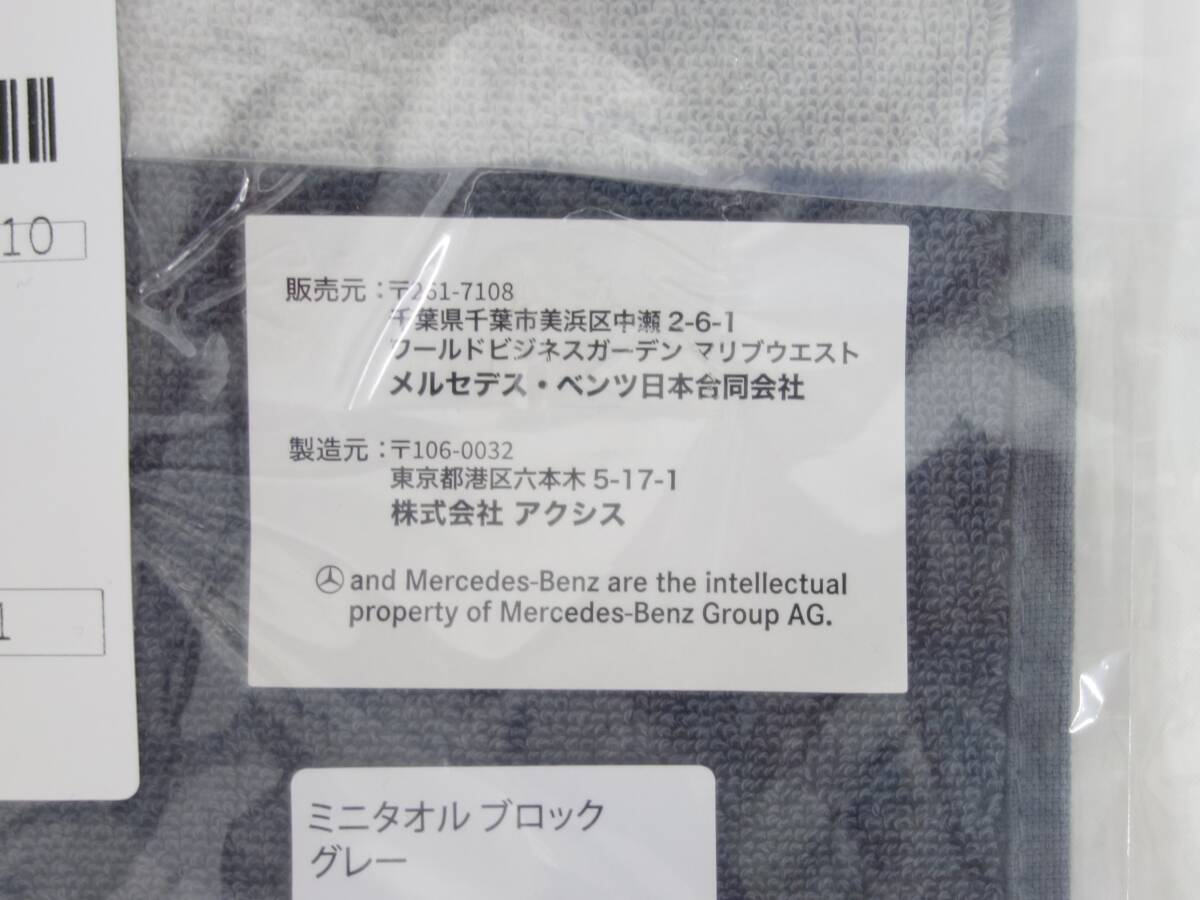 10
販売元：〒261-7108
千葉県千葉市美浜区中瀬 2-6-1
ワールドビジネスガーデン マリブウエスト
メルセデス・ベンツ日本合同会社
製造元：〒106-0032
東京都港区六本木 5-17-1
株式会社 アクシス
and Mercedes-Benz are the intellectual
property of Mercedes-Benz Group AG.
1
ミニタオル ブロック
グレー